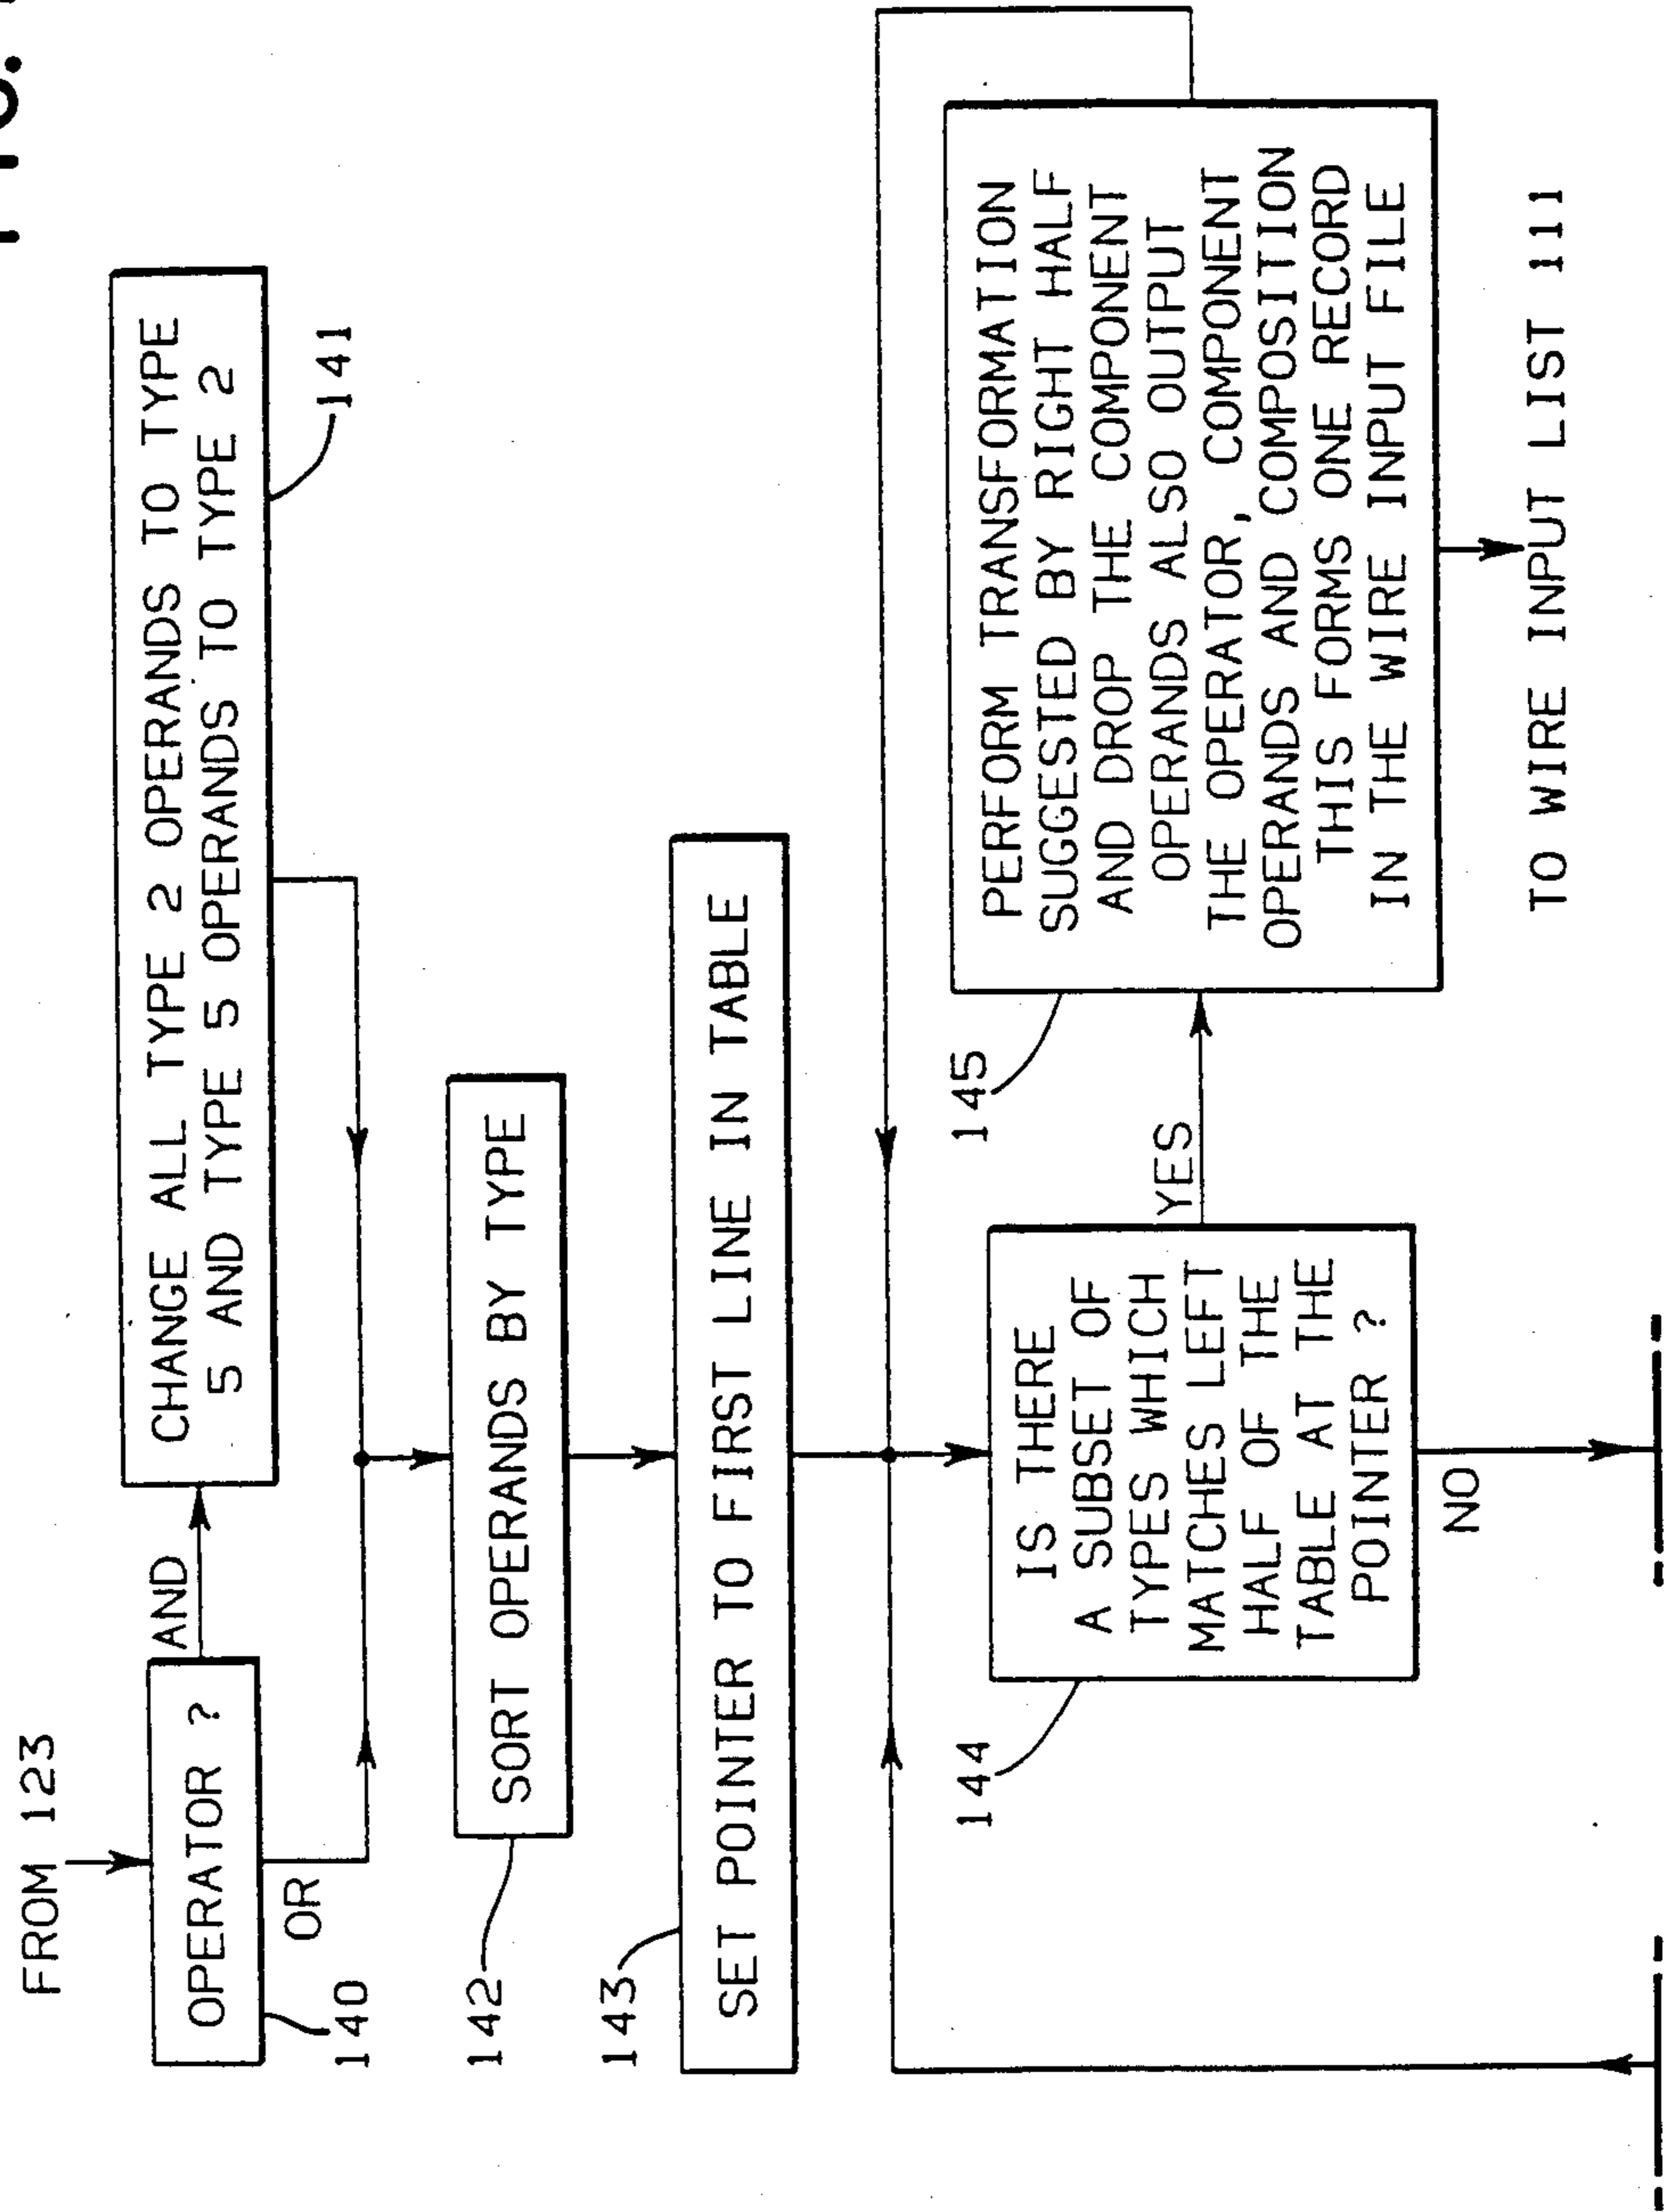 FROM 123
OPERATOR ?
140
AND
OR
CHANGE ALL TYPE 2 OPERANDS TO TYPE
5 AND TYPE 5 OPERANDS TO TYPE 2
141
SORT OPERANDS BY TYPE
142
SET POINTER TO FIRST LINE IN TABLE
143
IS THERE
A SUBSET OF
TYPES WHICH
MATCHES LEFT
HALF OF THE
TABLE AT THE
POINTER ?
144
YES
NO
145
PERFORM TRANSFORMATION
SUGGESTED BY RIGHT HALF
AND DROP THE COMPONENT
OPERANDS ALSO OUTPUT
THE OPERATOR, COMPONENT
OPERANDS AND COMPOSITION
THIS FORMS ONE RECORD
IN THE WIRE INPUT FILE
TO WIRE INPUT LIST 111